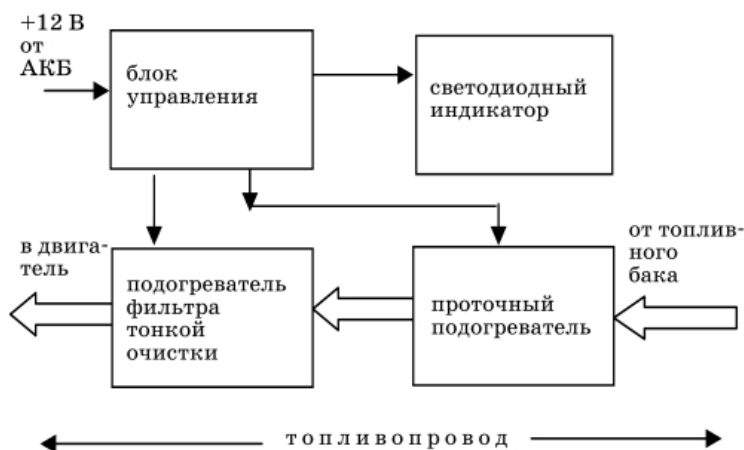 +12 В
от
АКБ
блок
управления
светодиодный
индикатор
в двига-
тель
подогреватель
фильтра
тонкой
очистки
проточный
подогреватель
от топлив-
ного
бака
топливопровод